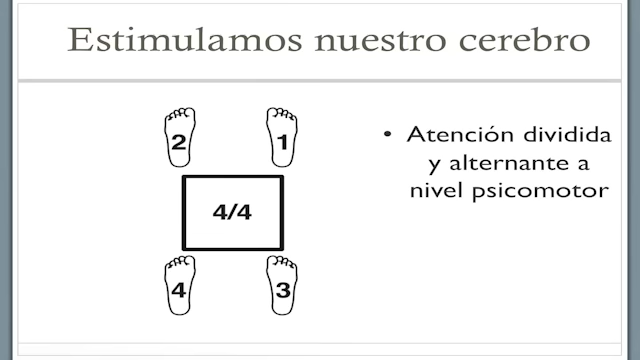 Estimulamos nuestro cerebro
2 1
• Atención dividida
y alternante a
nivel psicomotor
4/4
4 3